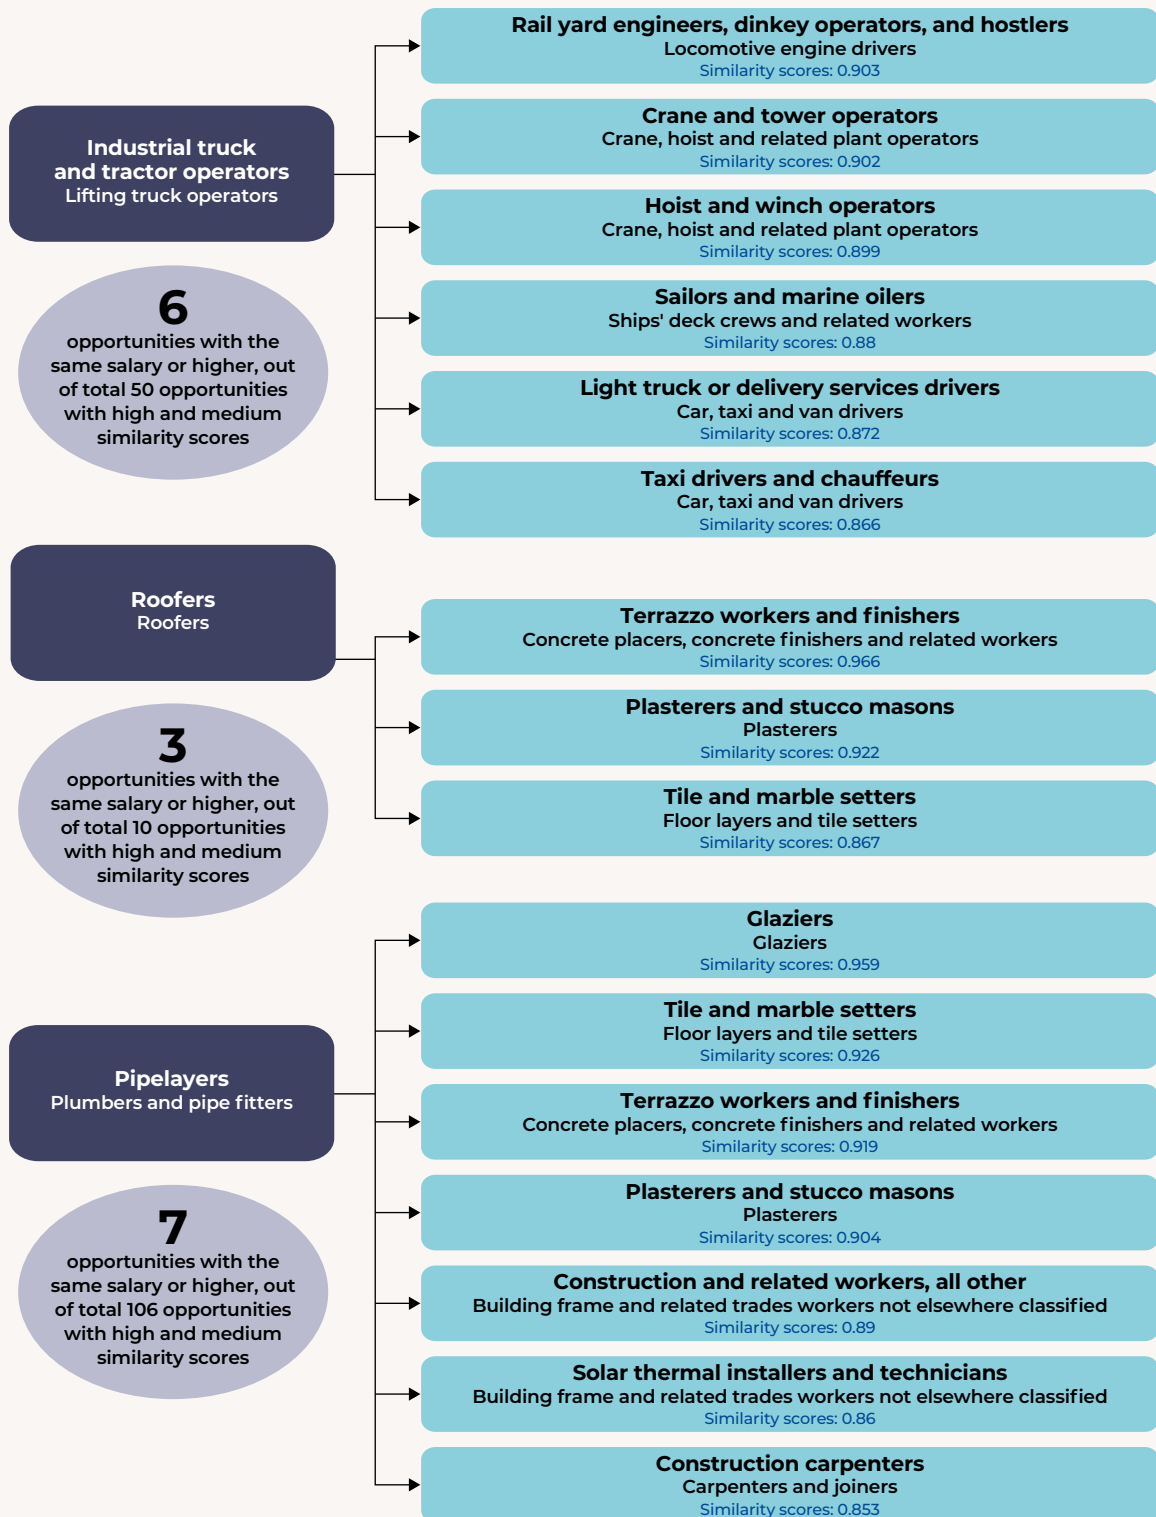 Industrial truck
and tractor operators
Lifting truck operators
6
opportunities with the
same salary or higher, out
of total 50 opportunities
with high and medium
similarity scores
Rail yard engineers, dinkey operators, and hostlers
Locomotive engine drivers
Similarity scores: 0.903
Crane and tower operators
Crane, hoist and related plant operators
Similarity scores: 0.902
Hoist and winch operators
Crane, hoist and related plant operators
Similarity scores: 0.899
Sailors and marine oilers
Ships' deck crews and related workers
Similarity scores: 0.88
Light truck or delivery services drivers
Car, taxi and van drivers
Similarity scores: 0.872
Taxi drivers and chauffeurs
Car, taxi and van drivers
Similarity scores: 0.866
Roofers
Roofers
3
opportunities with the
same salary or higher, out
of total 10 opportunities
with high and medium
similarity scores
Terrazzo workers and finishers
Concrete placers, concrete finishers and related workers
Similarity scores: 0.966
Plasterers and stucco masons
Plasterers
Similarity scores: 0.922
Tile and marble setters
Floor layers and tile setters
Similarity scores: 0.867
Pipelayers
Plumbers and pipe fitters
7
opportunities with the
same salary or higher, out
of total 106 opportunities
with high and medium
similarity scores
Glaziers
Glaziers
Similarity scores: 0.959
Tile and marble setters
Floor layers and tile setters
Similarity scores: 0.926
Terrazzo workers and finishers
Concrete placers, concrete finishers and related workers
Similarity scores: 0.919
Plasterers and stucco masons
Plasterers
Similarity scores: 0.904
Construction and related workers, all other
Building frame and related trades workers not elsewhere classified
Similarity scores: 0.89
Solar thermal installers and technicians
Building frame and related trades workers not elsewhere classified
Similarity scores: 0.86
Construction carpenters
Carpenters and joiners
Similarity scores: 0.853